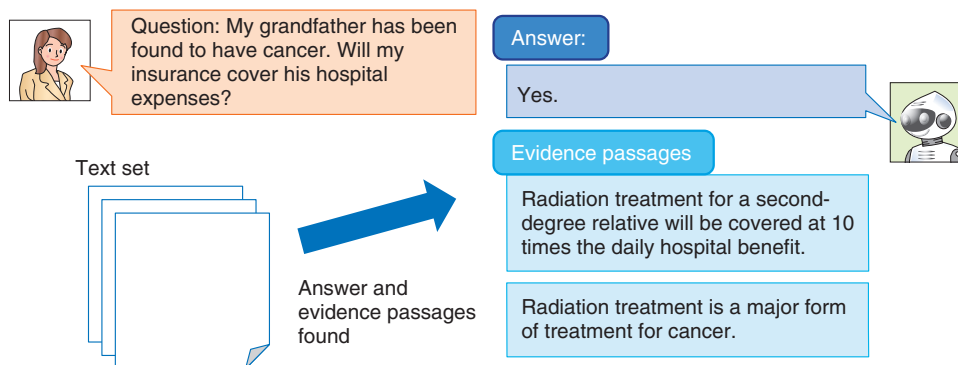 Question: My grandfather has been
found to have cancer. Will my
insurance cover his hospital
expenses?
Answer:
Yes.
Evidence passages
Text set
Radiation treatment for a second-
degree relative will be covered at 10
times the daily hospital benefit.
Answer and
evidence passages
found
Radiation treatment is a major form
of treatment for cancer.